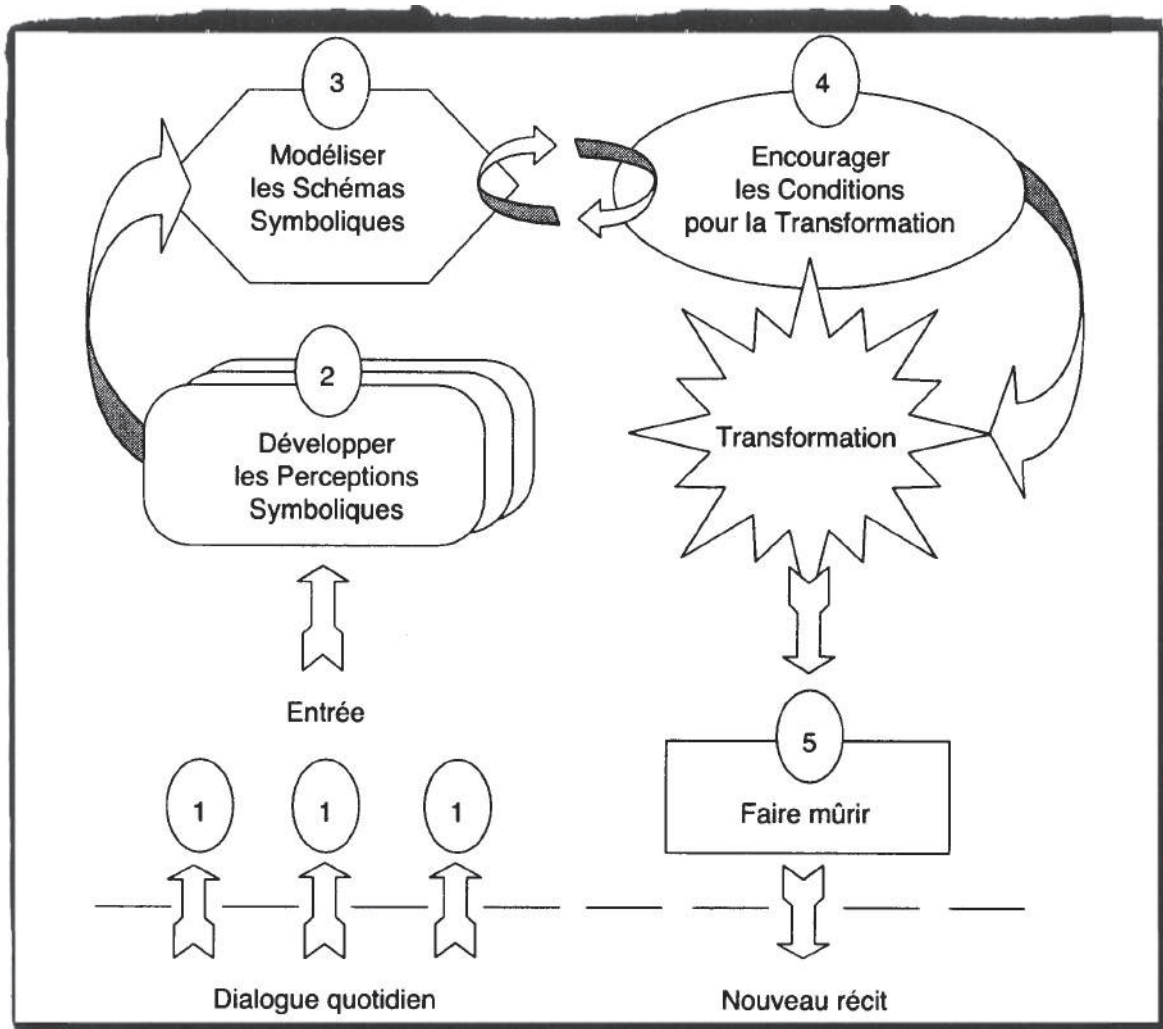 3
Modéliser
les Schémas
Symboliques
4
Encourager
les Conditions
pour la Transformation
2
Développer
les Perceptions
Symboliques
Transformation
Entrée
5
Faire mûrir
1
1
1
Dialogue quotidien
Nouveau récit